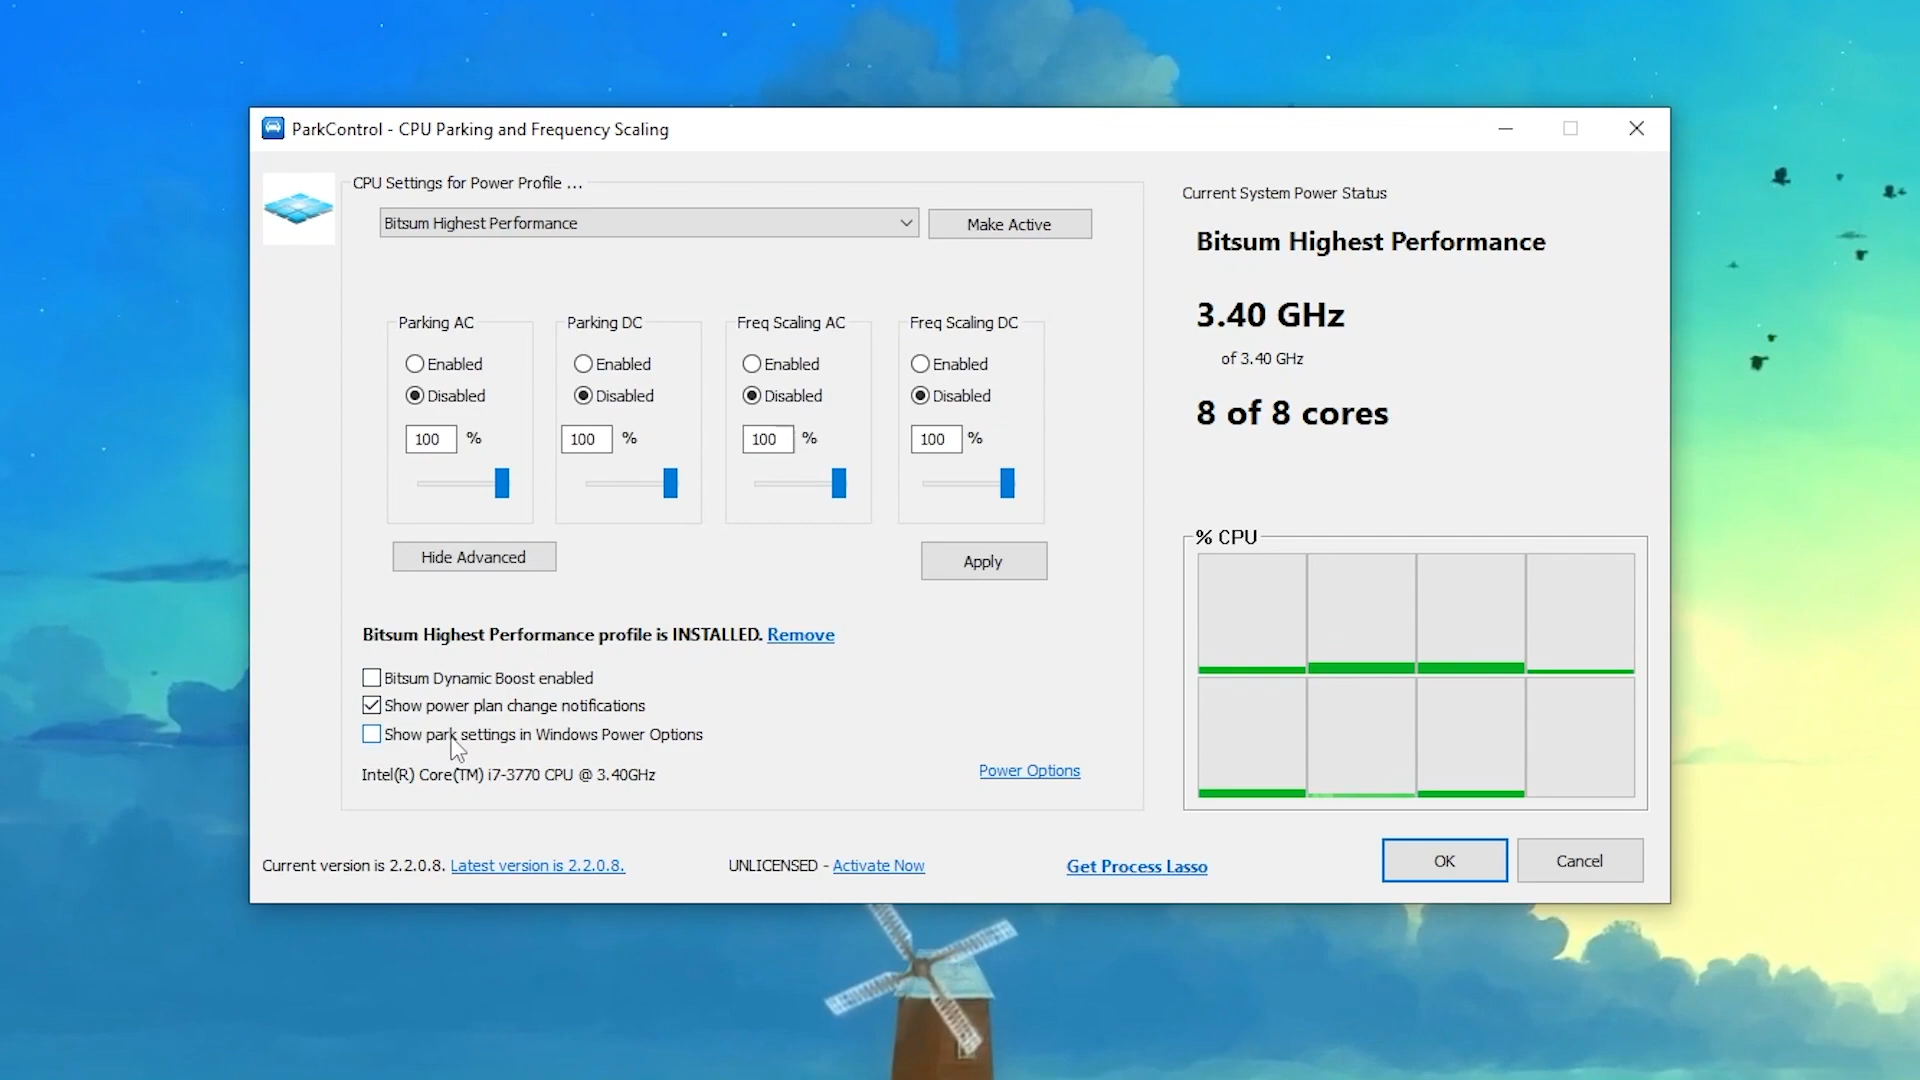 ParkControl - CPU Parking and Frequency Scaling
CPU Settings for Power Profile ...
Bitsum Highest Performance
Make Active
Parking AC
Enabled
Disabled
100 %
Parking DC
Enabled
Disabled
100 %
Freq Scaling AC
Enabled
Disabled
100 %
Freq Scaling DC
Enabled
Disabled
100 %
Hide Advanced
Apply
Bitsum Highest Performance profile is INSTALLED. Remove
Bitsum Dynamic Boost enabled
Show power plan change notifications
Show park settings in Windows Power Options
Intel(R) Core(TM) i7-3770 CPU @ 3.40GHz
Power Options
Current System Power Status
Bitsum Highest Performance
3.40 GHz
of 3.40 GHz
8 of 8 cores
% CPU
Current version is 2.2.0.8. Latest version is 2.2.0.8.
UNLICENSED - Activate Now
Get Process Lasso
OK
Cancel